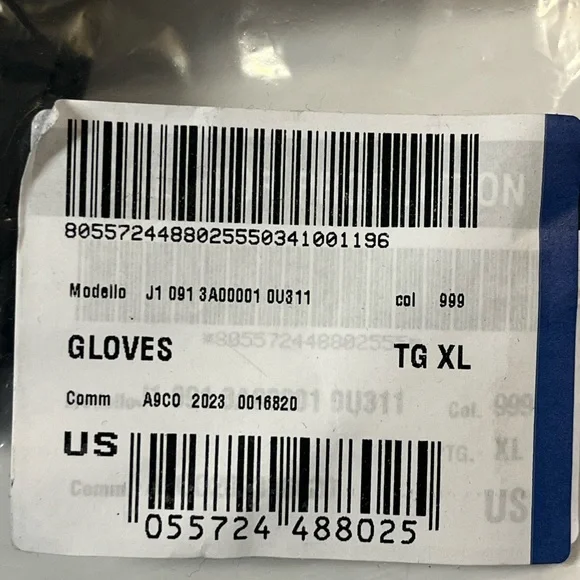 8055724488025550341001196
Modello J1 091 3A00001 0U311 col 999
GLOVES TG XL
Comm A9C0 2023 0016820
US
055724 488025